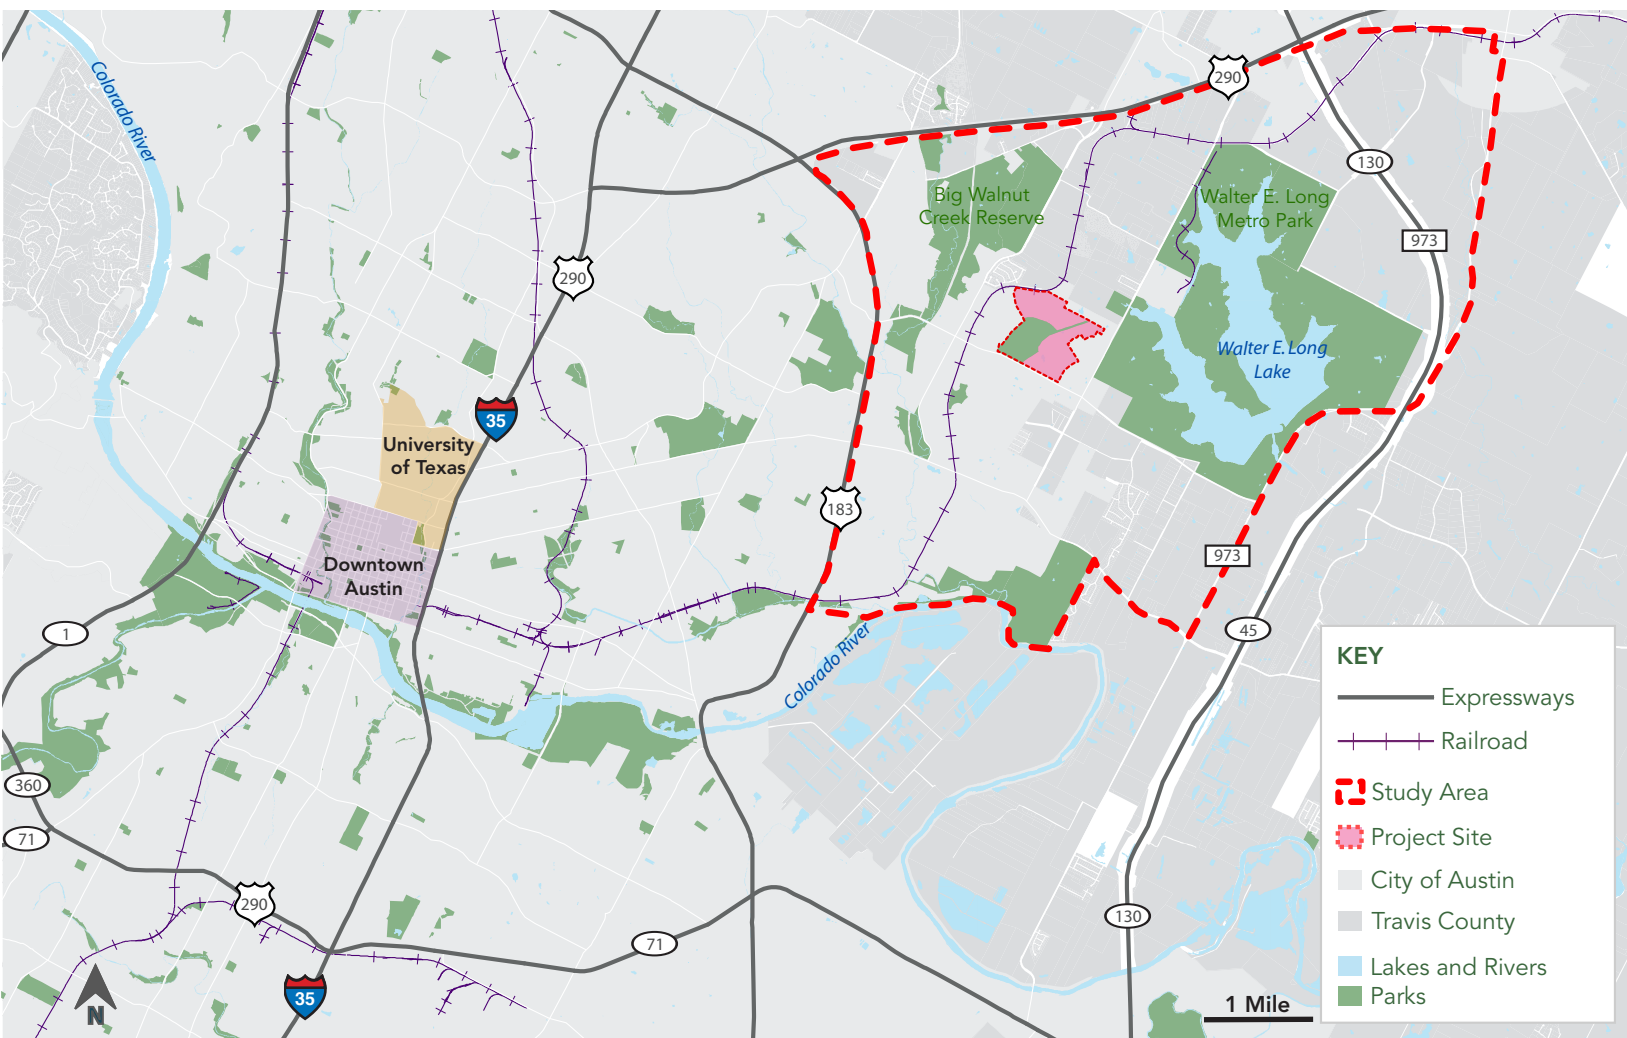 290
Colorado River
130
Big Walnut
Creek Reserve
Walter E. Long
Metro Park
973
290
Walter E. Long
Lake
35
University
of Texas
183
973
Downtown
Austin
1
45
Colorado River
KEY
Expressways
Railroad
Study Area
Project Site
City of Austin
Travis County
Lakes and Rivers
Parks
360
71
290
130
71
35
N
1 Mile